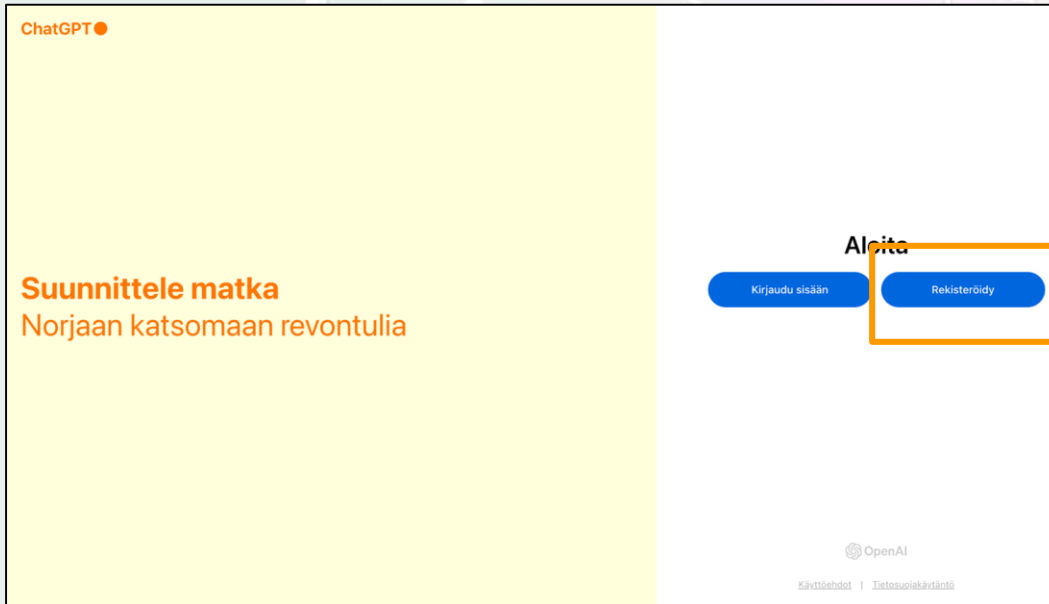 ChatGPT
Suunnittele matka
Norjaan katsomaan revontulia
Aloita
Kirjaudu sisään
Rekisteröidy
OpenAI
Käyttöehdot | Tietosuojakäytäntö